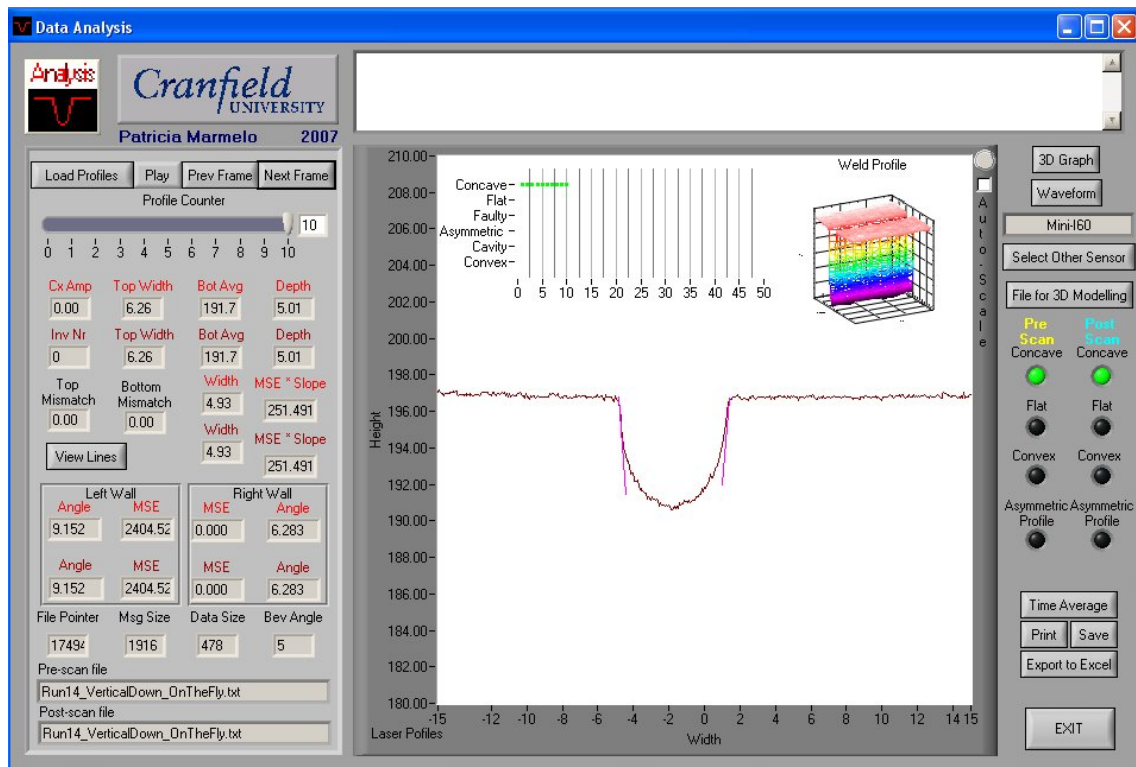 Data Analysis
Analysis
Cranfield
UNIVERSITY
Patricia Marmelo 2007
Load Profiles Play Prev Frame Next Frame
Profile Counter
10
0 1 2 3 4 5 6 7 8 9 10
Cx Amp Top Width Bot Avg Depth
0.00 6.26 191.7 5.01
Inv Nr Top Width Bot Avg Depth
0 6.26 191.7 5.01
Top Mismatch Bottom Mismatch Width MSE * Slope
0.00 0.00 4.93 251.491
Width MSE * Slope
4.93 251.491
View Lines
Left Wall Right Wall
Angle MSE MSE Angle
9.152 2404.52 0.000 6.283
Angle MSE MSE Angle
9.152 2404.52 0.000 6.283
File Pointer Msg Size Data Size Bev Angle
17494 1916 478 5
Pre-scan file
Run14_VerticalDown_OnTheFly.txt
Post-scan file
Run14_VerticalDown_OnTheFly.txt
210.00
208.00
206.00
204.00
202.00
200.00
198.00
196.00
194.00
192.00
190.00
188.00
186.00
184.00
182.00
180.00
Height
-15 -12 -10 -8 -6 -4 -2 0 2 4 6 8 10 12 14 15
Laser Pofiles
Width
Concave
Flat
Faulty
Asymmetric
Cavity
Convex
0 5 10 15 20 25 30 35 40 45 50
Weld Profile
Auto-Scale
3D Graph
Waveform
Mini-I60
Select Other Sensor
File for 3D Modelling
Pre Scan Post Scan
Concave Concave
Flat Flat
Convex Convex
Asymmetric Profile Asymmetric Profile
Time Average
Print Save
Export to Excel
EXIT